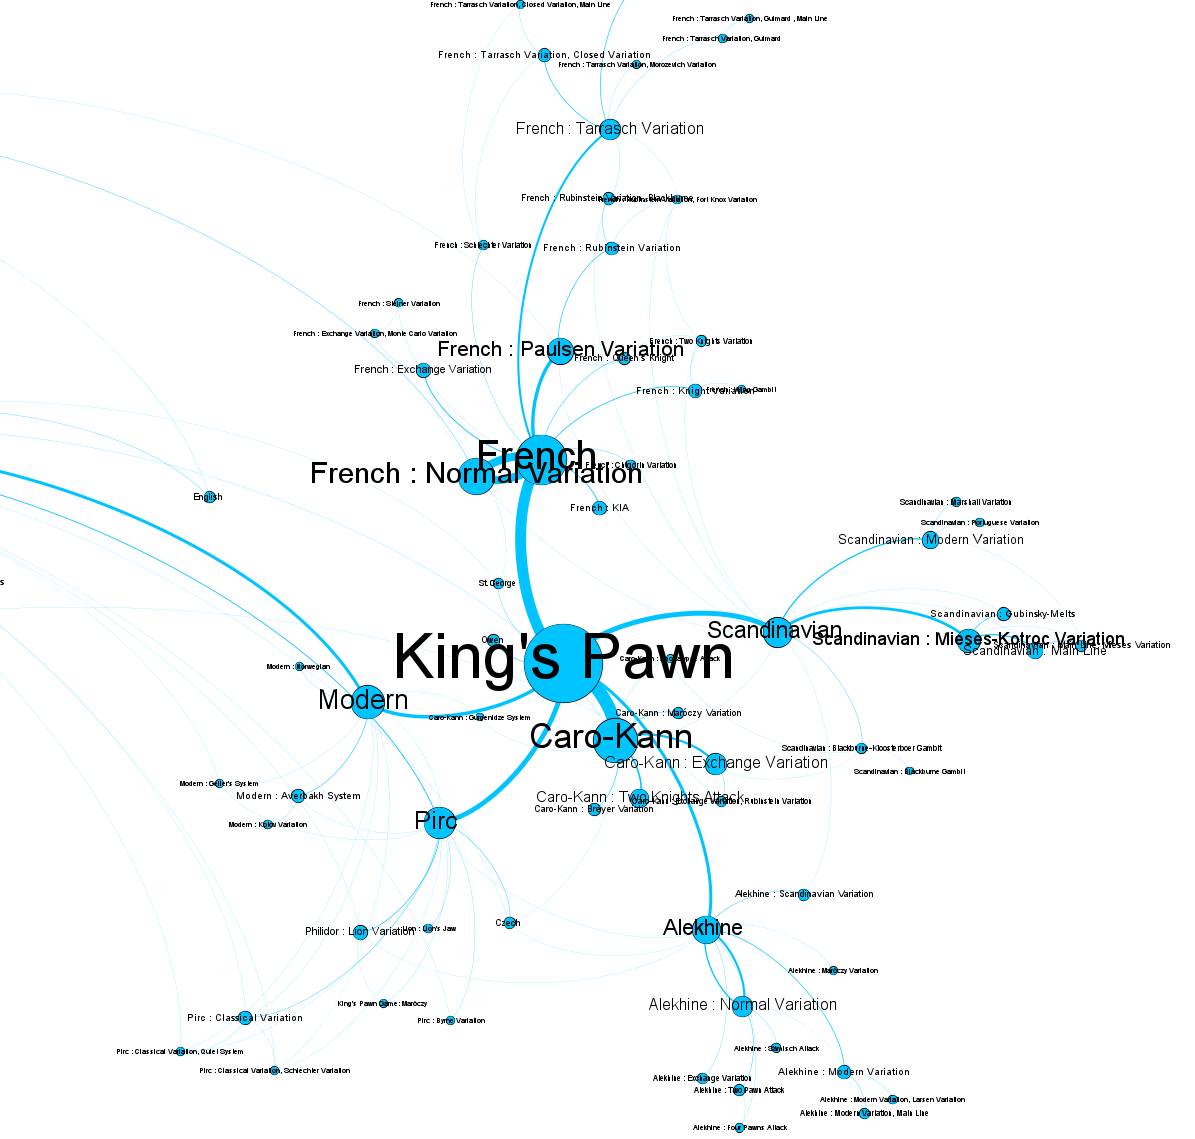 French : Tarrasch Variation, Closed Variation, Main Line
French : Tarrasch Variation, Guimard , Main Line
French : Tarrasch Variation, Guimard
French : Tarrasch Variation, Closed Variation
French : Tarrasch Variation, Morozevich Variation
French : Tarrasch Variation
French : Rubinstein Variation, Blackburne
French : Rubinstein Variation, Fort Knox Variation
French : Schlechter Variation
French : Rubinstein Variation
French : Steiner Variation
French : Exchange Variation, Monte Carlo Variation
French : Two Knights Variation
French : Paulsen Variation
French : Queen's Knight
French : Exchange Variation
French : Knight Variation
French : Wing Gambit
French
French : Chigorin Variation
French : Normal Variation
English
French : KIA
Scandinavian : Marshall Variation
Scandinavian : Portuguese Variation
Scandinavian : Modern Variation
s
St. George
Scandinavian : Gubinsky-Melts
Scandinavian
Scandinavian : Mieses-Kotroc Variation
Owen
Scandinavian : Main Line, Mieses Variation
Scandinavian : Main Line
King's Pawn
Modern : Norwegian
Modern
Caro-Kann : Maróczy Variation
Caro-Kann : Gurgenidze System
Caro-Kann
Scandinavian : Blackburne-Kloosterboer Gambit
Caro-Kann : Exchange Variation
Scandinavian : Blackburne Gambit
Modern : Geller's System
Modern : Averbakh System
Caro-Kann : Two Knights Attack
Caro-Kann : Exchange Variation, Rubinstein Variation
Caro-Kann : Breyer Variation
Pirc
Modern : Kotov Variation
Alekhine : Scandinavian Variation
Czech
Alekhine
Philidor : Lion Variation
Lion : Lion's Jaw
Alekhine : Maróczy Variation
King's Pawn Game : Maróczy
Alekhine : Normal Variation
Pirc : Classical Variation
Pirc : Byrne Variation
Alekhine : Sämisch Attack
Pirc : Classical Variation, Quiet System
Pirc : Classical Variation, Schlechter Variation
Alekhine : Modern Variation
Alekhine : Exchange Variation
Alekhine : Two Pawn Attack
Alekhine : Modern Variation, Larsen Variation
Alekhine : Modern Variation, Main Line
Alekhine : Four Pawns Attack